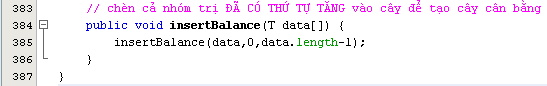 383 // chèn cả nhóm trị ĐÃ CÓ THỨ TỰ TĂNG vào cây để tạo cây cân bằng
384 public void insertBalance(T data[]) {
385 insertBalance(data,0,data.length-1);
386 }
387 }